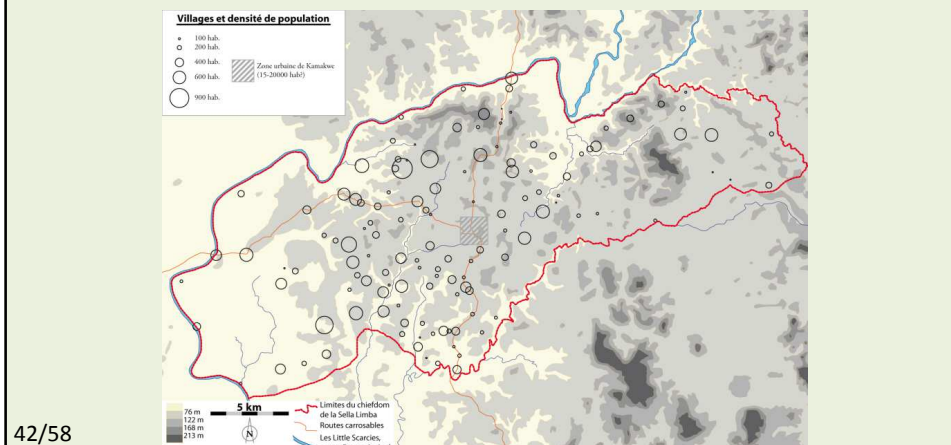 Villages et densité de population
100 hab.
200 hab.
400 hab.
600 hab.
900 hab.
Zone urbaine de Kamakwe
(15-20000 hab?)
76 m
122 m
168 m
213 m
5 km
N
Limites du chiefdom
de la Sella Limba
Routes carrosables
Les Little Scarcies,
42/58